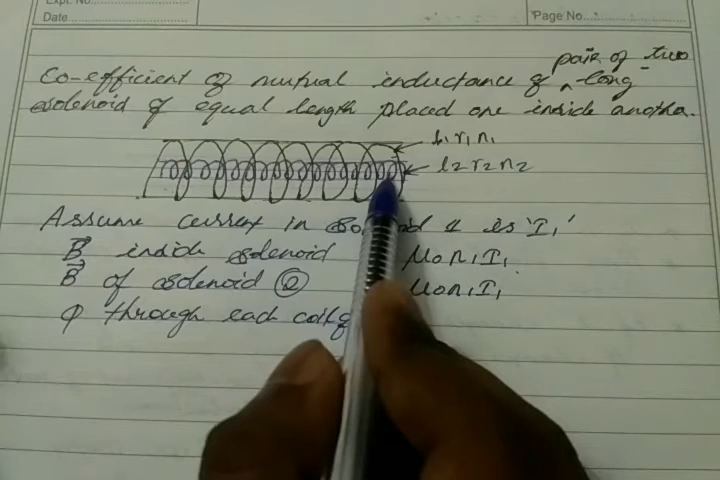 Expt. No.
Date
Page No.
pair of two
Co-efficient of mutual inductance of ^ long
solenoid of equal length placed one inside another.
l1 r1 n1
l2 r2 n2
Assume current in is 'I1'
B inside solenoid μ0n1I1
B of solenoid ② μ0n1I1
φ through each coil of